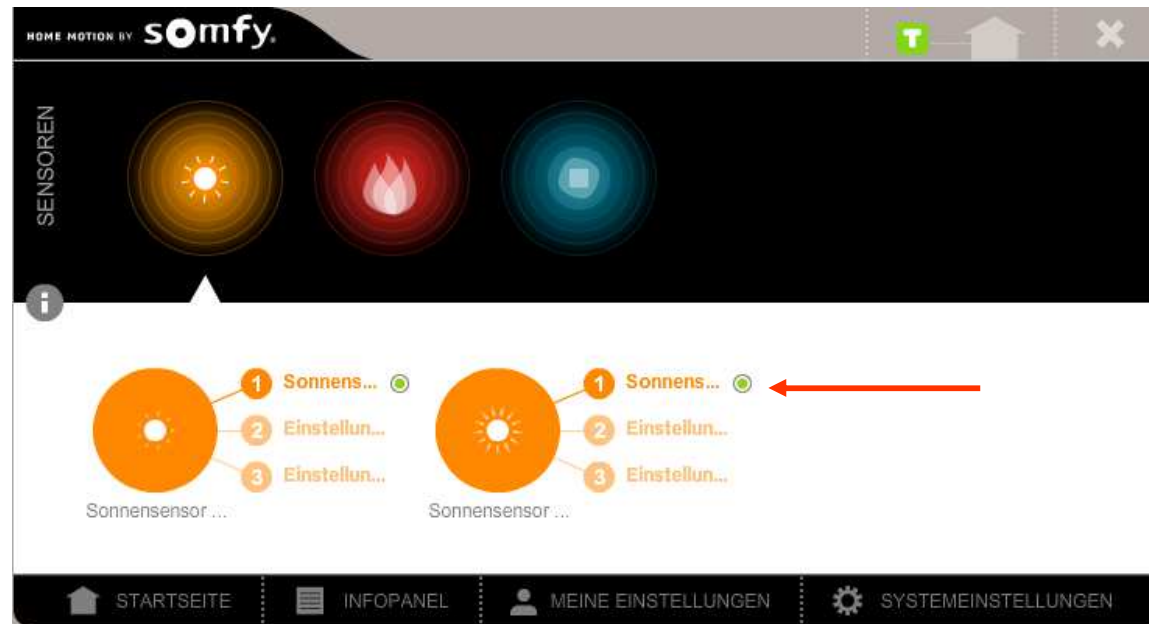 HOME MOTION BY somfy.
T
SENSOREN
i
1 Sonnens...
2 Einstellun...
3 Einstellun...
Sonnensensor ...
1 Sonnens...
2 Einstellun...
3 Einstellun...
Sonnensensor ...
STARTSEITE INFOPANEL MEINE EINSTELLUNGEN SYSTEMEINSTELLUNGEN